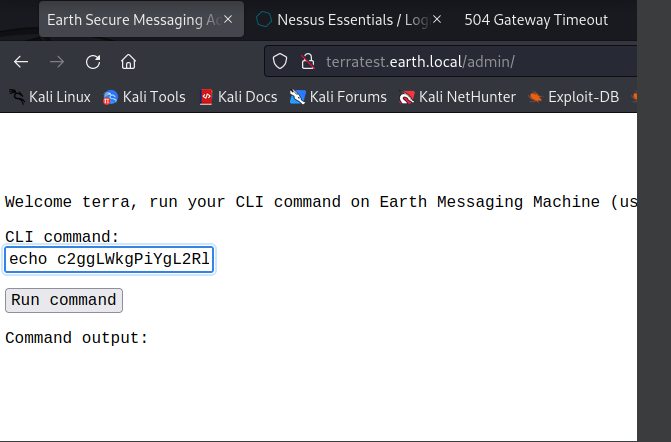 Earth Secure Messaging Ad
Nessus Essentials / Log
504 Gateway Timeout
terratest.earth.local/admin/
Kali Linux Kali Tools Kali Docs Kali Forums Kali NetHunter Exploit-DB
Welcome terra, run your CLI command on Earth Messaging Machine (us
CLI command:
echo c2ggLWkgPiYgL2Rl
Run command
Command output: